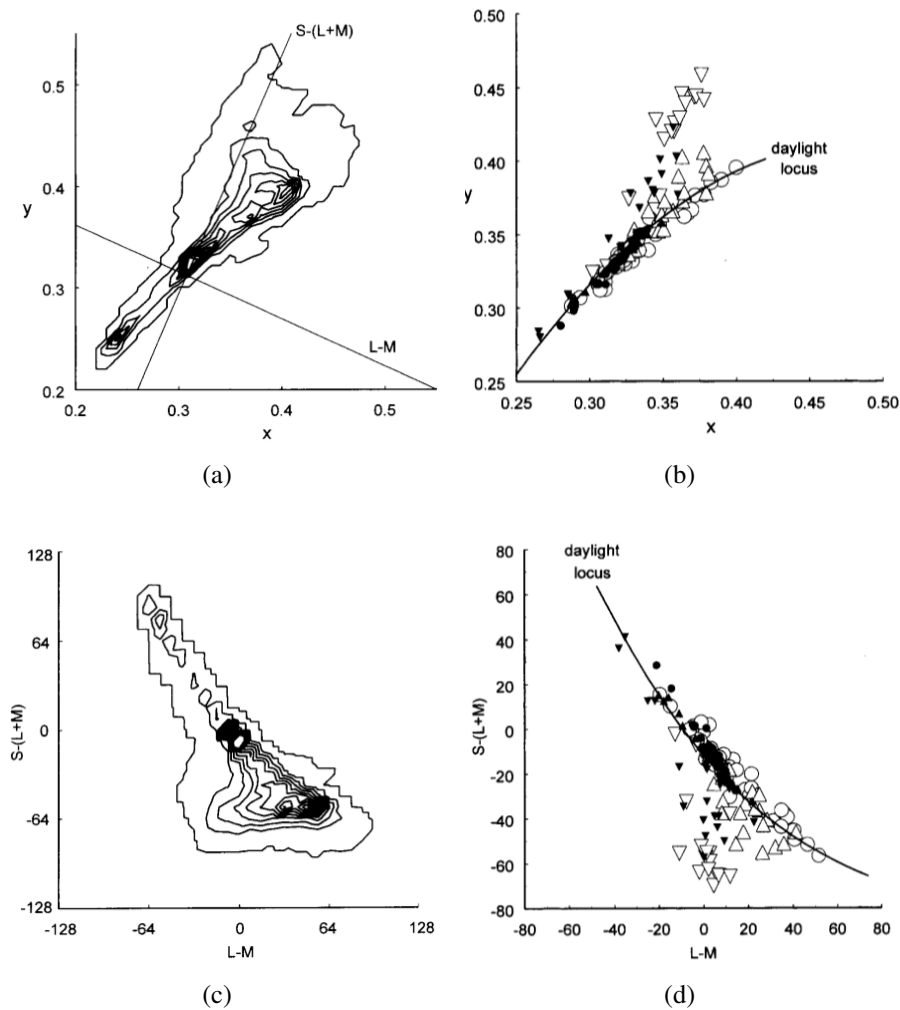 S-(L+M)
0.5
0.4
y
0.3
0.2
L-M
0.2 0.3 0.4 0.5
x
(a)
0.50
0.45
0.40
y
0.35
0.30
0.25
daylight
locus
0.25 0.30 0.35 0.40 0.45 0.50
x
(b)
128
64
S-(L+M)
0
-64
-128
-128 -64 0 64 128
L-M
(c)
80
daylight
locus
60
40
20
S-(L+M)
0
-20
-40
-60
-80
-80 -60 -40 -20 0 20 40 60 80
L-M
(d)